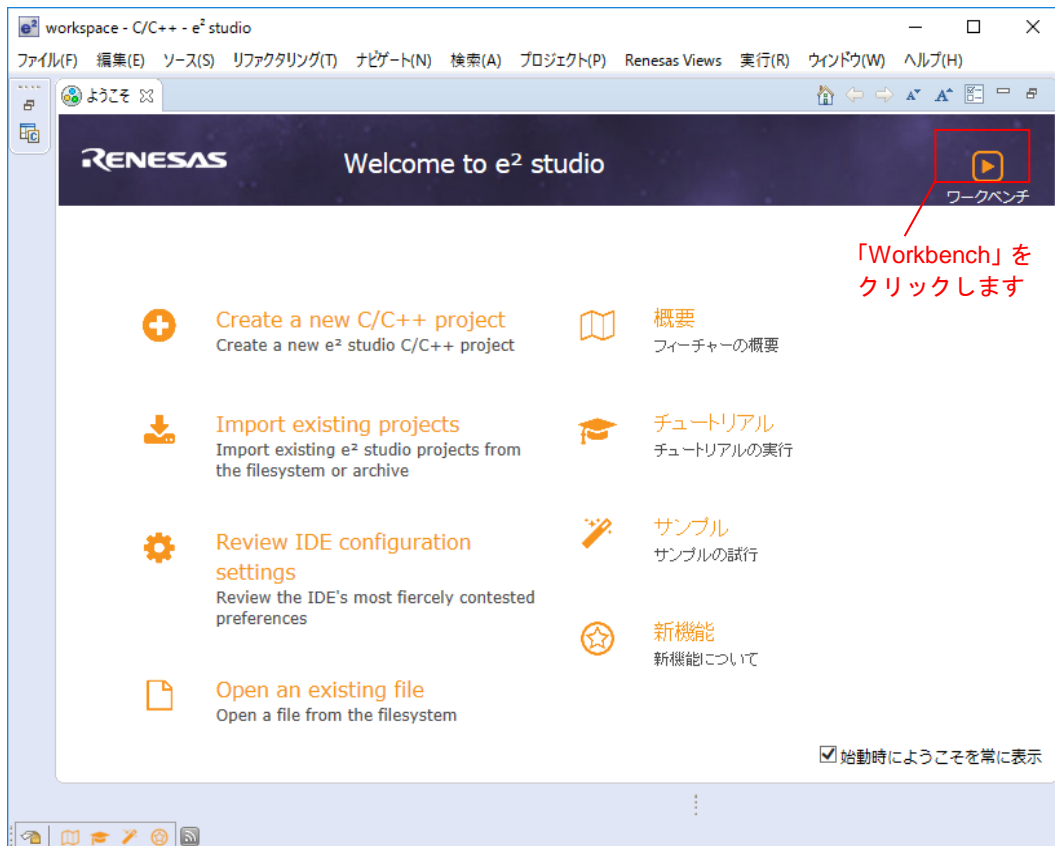 workspace - C/C++ - e² studio
ファイル(F) 編集(E) ソース(S) リファクタリング(T) ナビゲート(N) 検索(A) プロジェクト(P) Renesas Views 実行(R) ウィンドウ(W) ヘルプ(H)
ようこそ
RENESAS
Welcome to e² studio
ワークベンチ
「Workbench」を
クリックします
Create a new C/C++ project
Create a new e² studio C/C++ project
Import existing projects
Import existing e² studio projects from
the filesystem or archive
Review IDE configuration
settings
Review the IDE's most fiercely contested
preferences
Open an existing file
Open a file from the filesystem
概要
フィーチャーの概要
チュートリアル
チュートリアルの実行
サンプル
サンプルの試行
新機能
新機能について
始動時にようこそを常に表示